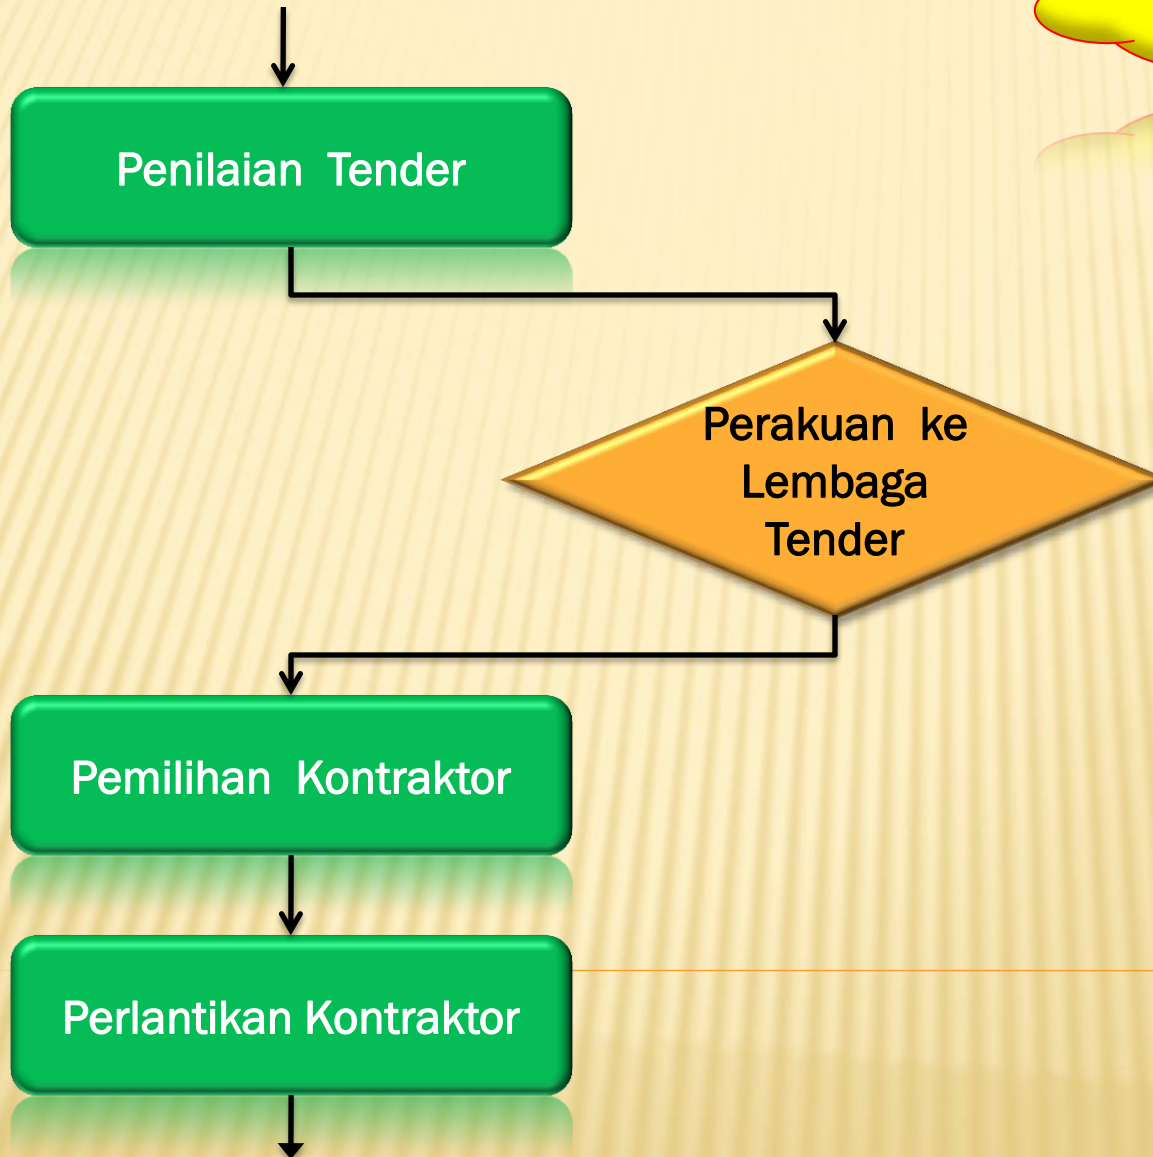 Penilaian Tender
Perakuan ke
Lembaga
Tender
Pemilihan Kontraktor
Perlantikan Kontraktor